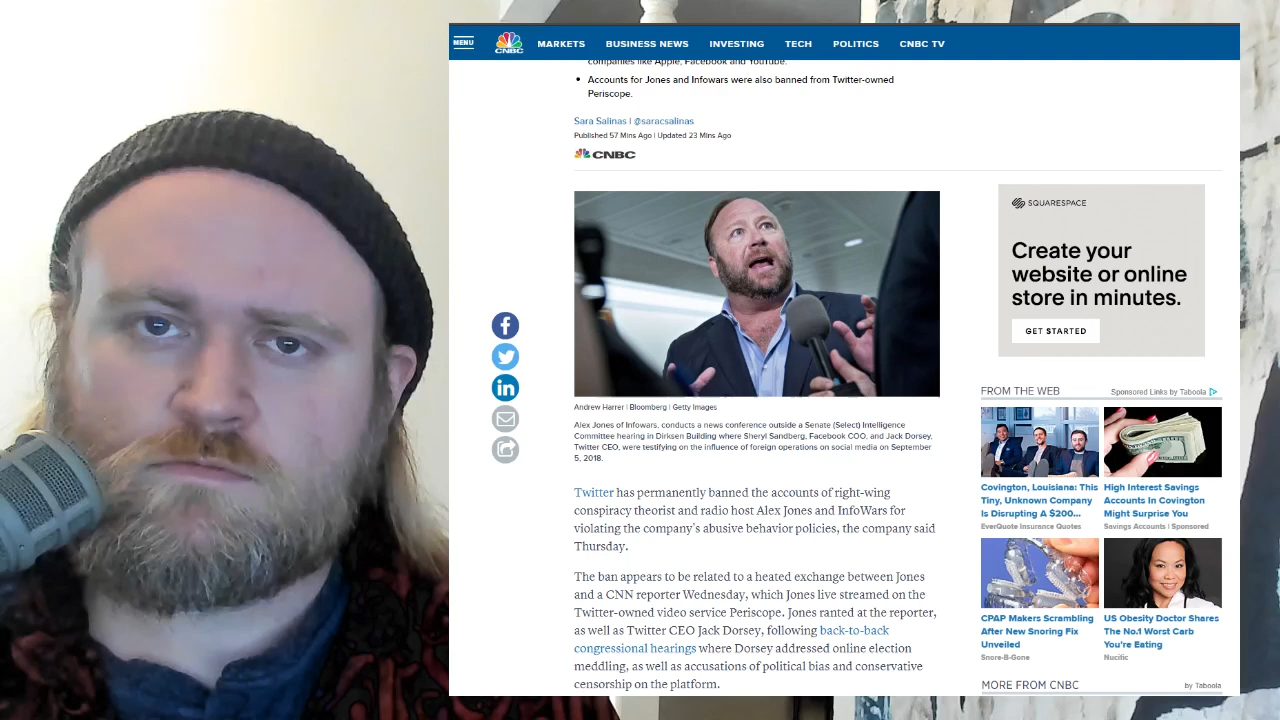 MENU
CNBC
MARKETS BUSINESS NEWS INVESTING TECH POLITICS CNBC TV
companies like Apple, Facebook and YouTube.
• Accounts for Jones and Infowars were also banned from Twitter-owned
Periscope.
Sara Salinas | @saracsalinas
Published 57 Mins Ago | Updated 23 Mins Ago
CNBC
SQUARESPACE
Create your
website or online
store in minutes.
GET STARTED
Andrew Harrer | Bloomberg | Getty Images
Alex Jones of Infowars, conducts a news conference outside a Senate (Select) Intelligence
Committee hearing in Dirksen Building where Sheryl Sandberg, Facebook COO, and Jack Dorsey,
Twitter CEO, were testifying on the influence of foreign operations on social media on September
5, 2018.
Twitter has permanently banned the accounts of right-wing
conspiracy theorist and radio host Alex Jones and InfoWars for
violating the company's abusive behavior policies, the company said
Thursday.
The ban appears to be related to a heated exchange between Jones
and a CNN reporter Wednesday, which Jones live streamed on the
Twitter-owned video service Periscope. Jones ranted at the reporter,
as well as Twitter CEO Jack Dorsey, following back-to-back
congressional hearings where Dorsey addressed online election
meddling, as well as accusations of political bias and conservative
censorship on the platform.
FROM THE WEB
Sponsored Links by Taboola
Covington, Louisiana: This
Tiny, Unknown Company
Is Disrupting A $200...
EverQuote Insurance Quotes
High Interest Savings
Accounts In Covington
Might Surprise You
Savings Accounts | Sponsored
CPAP Makers Scrambling
After New Snoring Fix
Unveiled
Snore-B-Gone
US Obesity Doctor Shares
The No.1 Worst Carb
You're Eating
Nucific
MORE FROM CNBC
by Taboola